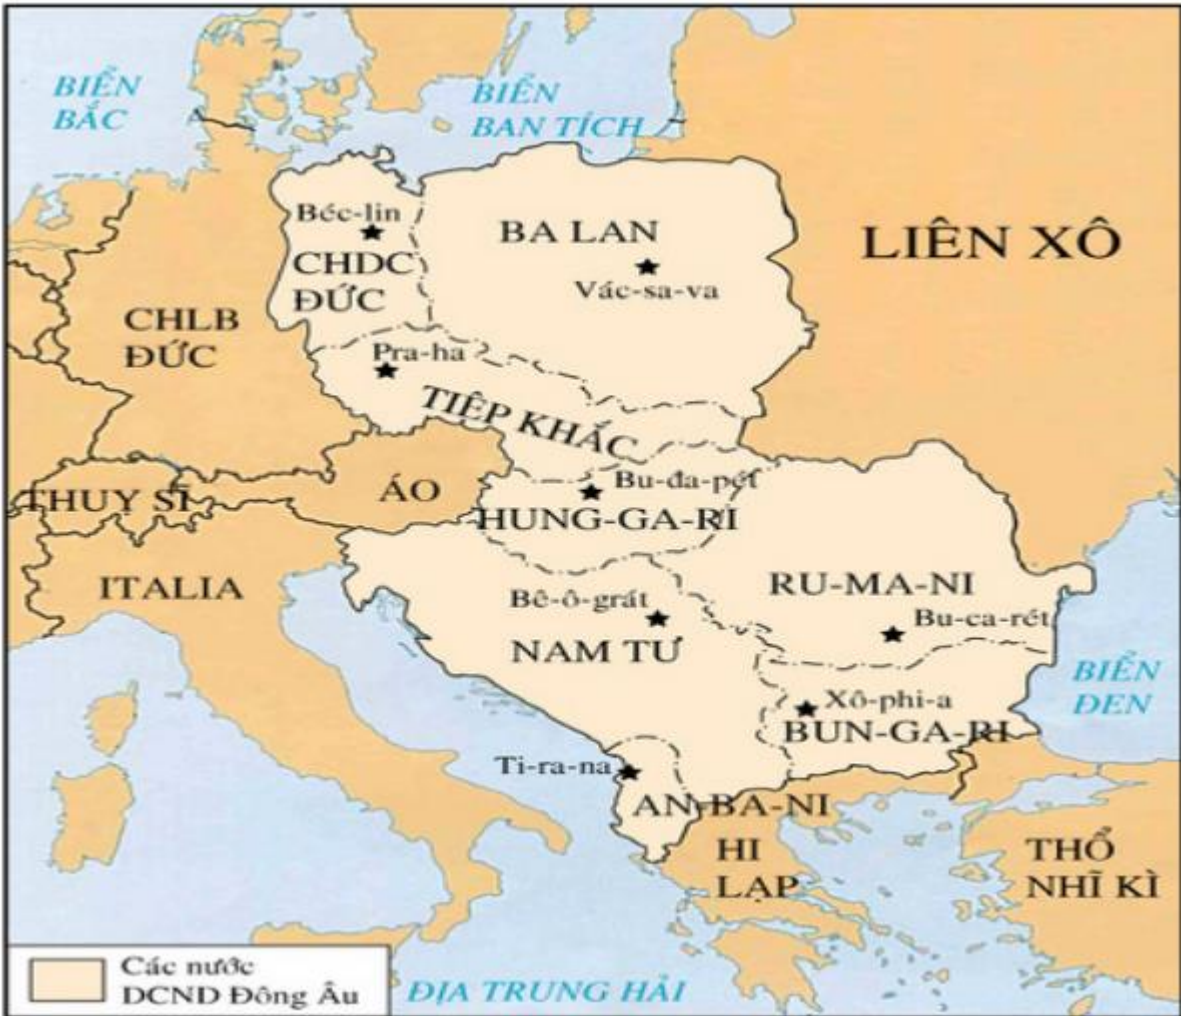 BIỂN
BẮC
BIỂN
BAN TÍCH
Béc-lin
BA LAN
LIÊN XÔ
CHDC
ĐỨC
Vác-sa-va
CHLB
ĐỨC
Pra-ha
TIỆP KHẮC
THUỴ SĨ
ÁO
Bu-đa-pét
HUNG-GA-RI
ITALIA
Bê-ô-grát
RU-MA-NI
Bu-ca-rét
NAM TƯ
BIỂN
ĐEN
Xô-phi-a
BUN-GA-RI
Ti-ra-na
AN-BA-NI
HI
LẠP
THỔ
NHĨ KÌ
Các nước
DCND Đông Âu
ĐỊA TRUNG HẢI